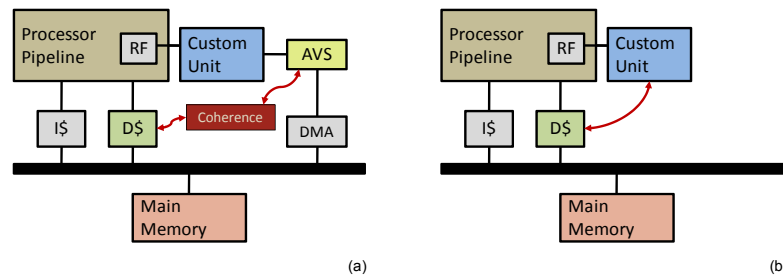 Processor
Pipeline
RF
Custom
Unit
AVS
I$
D$
Coherence
DMA
Main
Memory
(a)
Processor
Pipeline
RF
Custom
Unit
I$
D$
Main
Memory
(b